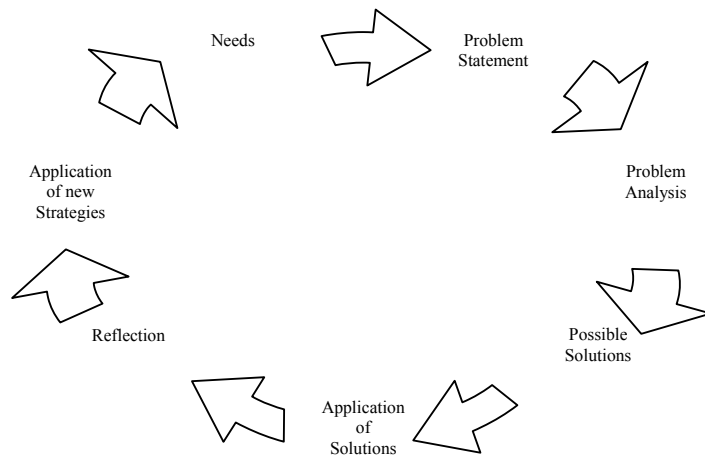 Needs
Problem
Statement
Problem
Analysis
Possible
Solutions
Application
of
Solutions
Reflection
Application
of new
Strategies